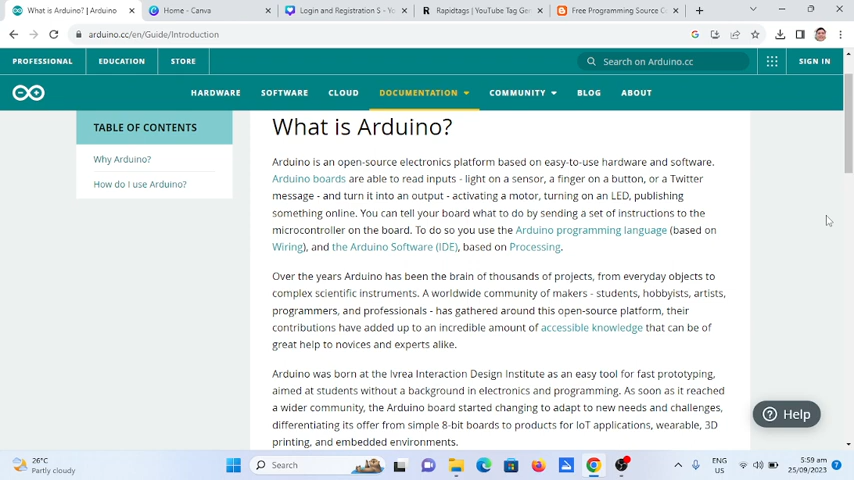 What is Arduino? | Arduino
Home - Canva
Login and Registration S - Yo
Rapidtags | YouTube Tag Gen
Free Programming Source C
arduino.cc/en/Guide/Introduction
PROFESSIONAL EDUCATION STORE
Search on Arduino.cc
SIGN IN
HARDWARE SOFTWARE CLOUD DOCUMENTATION COMMUNITY BLOG ABOUT
TABLE OF CONTENTS
Why Arduino?
How do I use Arduino?
What is Arduino?
Arduino is an open-source electronics platform based on easy-to-use hardware and software.
Arduino boards are able to read inputs - light on a sensor, a finger on a button, or a Twitter
message - and turn it into an output - activating a motor, turning on an LED, publishing
something online. You can tell your board what to do by sending a set of instructions to the
microcontroller on the board. To do so you use the Arduino programming language (based on
Wiring), and the Arduino Software (IDE), based on Processing.
Over the years Arduino has been the brain of thousands of projects, from everyday objects to
complex scientific instruments. A worldwide community of makers - students, hobbyists, artists,
programmers, and professionals - has gathered around this open-source platform, their
contributions have added up to an incredible amount of accessible knowledge that can be of
great help to novices and experts alike.
Arduino was born at the Ivrea Interaction Design Institute as an easy tool for fast prototyping,
aimed at students without a background in electronics and programming. As soon as it reached
a wider community, the Arduino board started changing to adapt to new needs and challenges,
differentiating its offer from simple 8-bit boards to products for IoT applications, wearable, 3D
printing, and embedded environments.
Help
26°C
Partly cloudy
Search
ENG
US
5:59 am
25/09/2023